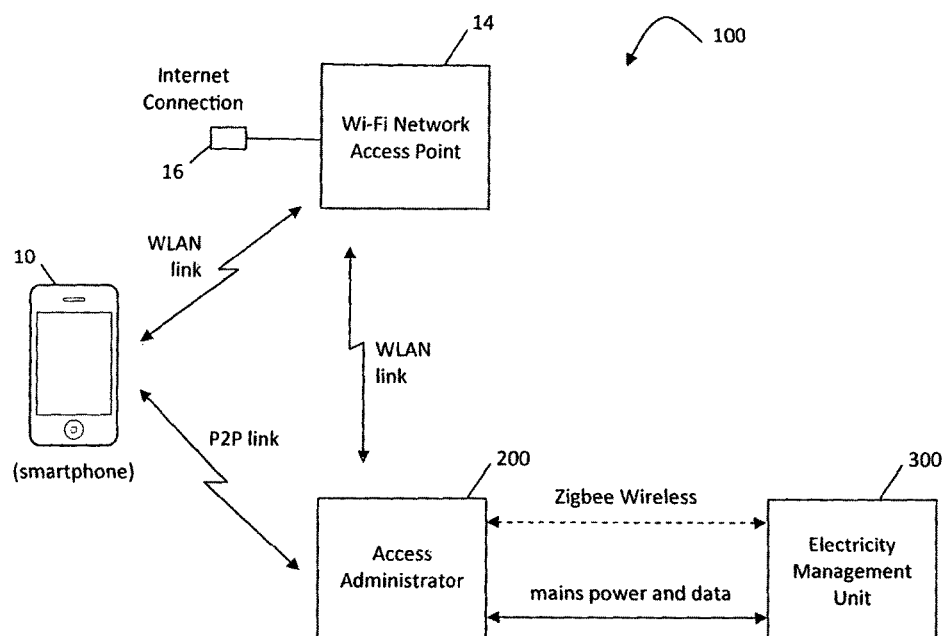 14
100
Internet
Connection
Wi-Fi Network
Access Point
16
WLAN
link
10
WLAN
link
P2P link
(smartphone)
200
300
Zigbee Wireless
Access
Administrator
Electricity
Management
Unit
mains power and data